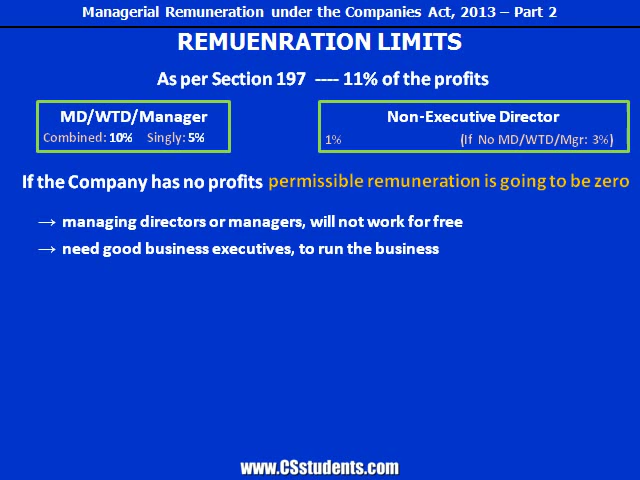 Managerial Remuneration under the Companies Act, 2013 – Part 2
REMUENRATION LIMITS
As per Section 197 ---- 11% of the profits
MD/WTD/Manager
Combined: 10% Singly: 5%
Non-Executive Director
1% (If No MD/WTD/Mgr: 3%)
If the Company has no profits permissible remuneration is going to be zero
→ managing directors or managers, will not work for free
→ need good business executives, to run the business
www.CSstudents.com